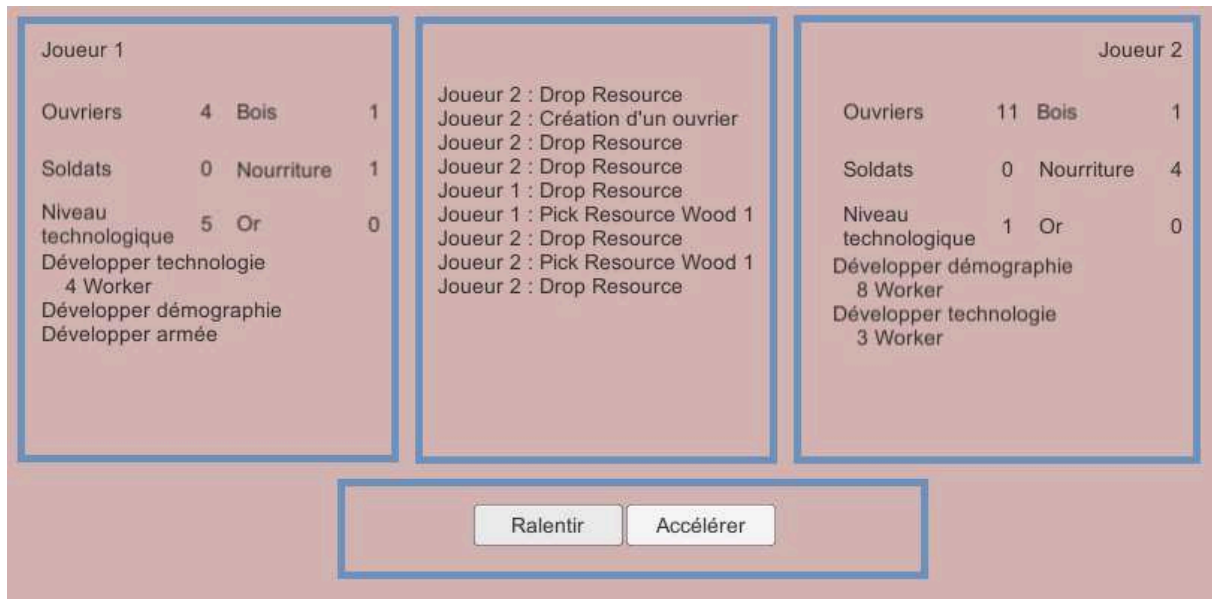 Joueur 1
Ouvriers 4 Bois 1
Soldats 0 Nourriture 1
Niveau
technologique 5 Or 0
Développer technologie
4 Worker
Développer démographie
Développer armée
Joueur 2 : Drop Resource
Joueur 2 : Création d'un ouvrier
Joueur 2 : Drop Resource
Joueur 2 : Drop Resource
Joueur 1 : Drop Resource
Joueur 1 : Pick Resource Wood 1
Joueur 2 : Drop Resource
Joueur 2 : Pick Resource Wood 1
Joueur 2 : Drop Resource
Joueur 2
Ouvriers 11 Bois 1
Soldats 0 Nourriture 4
Niveau
technologique 1 Or 0
Développer démographie
8 Worker
Développer technologie
3 Worker
Ralentir Accélérer